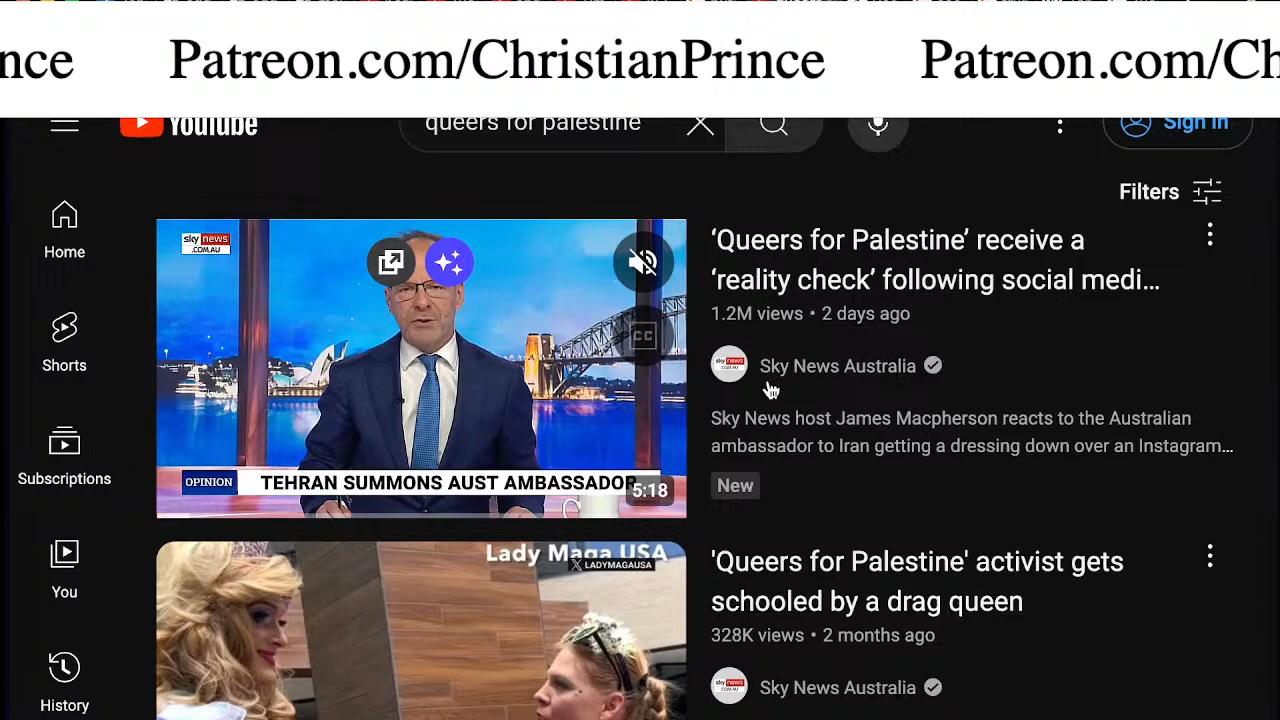 nce Patreon.com/ChristianPrince Patreon.com/Ch
YouTube
queers for palestine
Sign in
Filters
Home
Shorts
Subscriptions
You
History
sky news
.COM.AU
CC
OPINION TEHRAN SUMMONS AUST AMBASSADOR
5:18
‘Queers for Palestine’ receive a
‘reality check’ following social medi...
1.2M views • 2 days ago
Sky News Australia
Sky News host James Macpherson reacts to the Australian
ambassador to Iran getting a dressing down over an Instagram...
New
Lady Maga USA
X LADYMAGAUSA
'Queers for Palestine' activist gets
schooled by a drag queen
328K views • 2 months ago
Sky News Australia